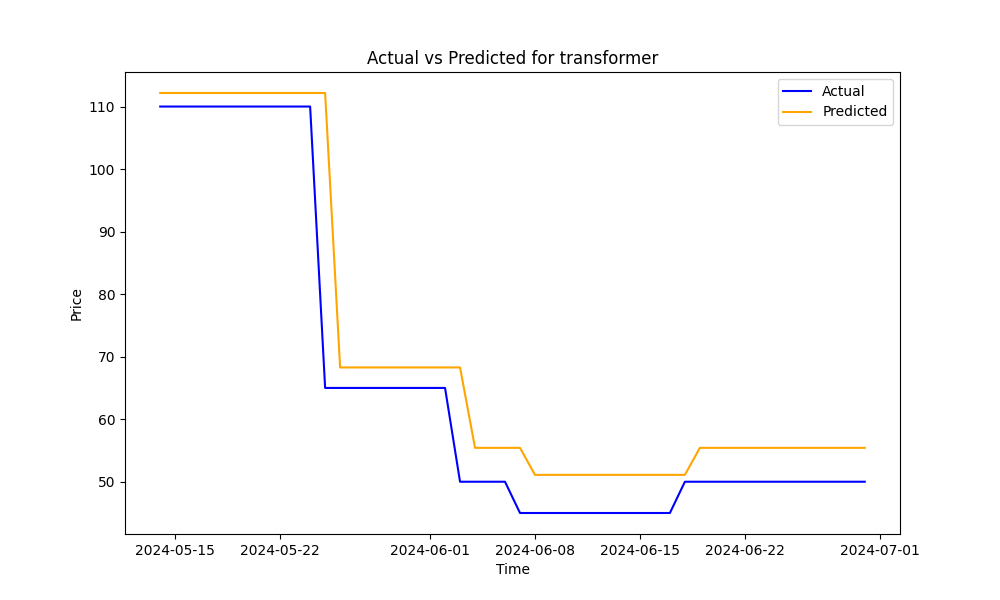 Actual vs Predicted for transformer
Actual
Predicted
110
100
90
80
70
60
50
Price
2024-05-15
2024-05-22
2024-06-01
2024-06-08
2024-06-15
2024-06-22
2024-07-01
Time